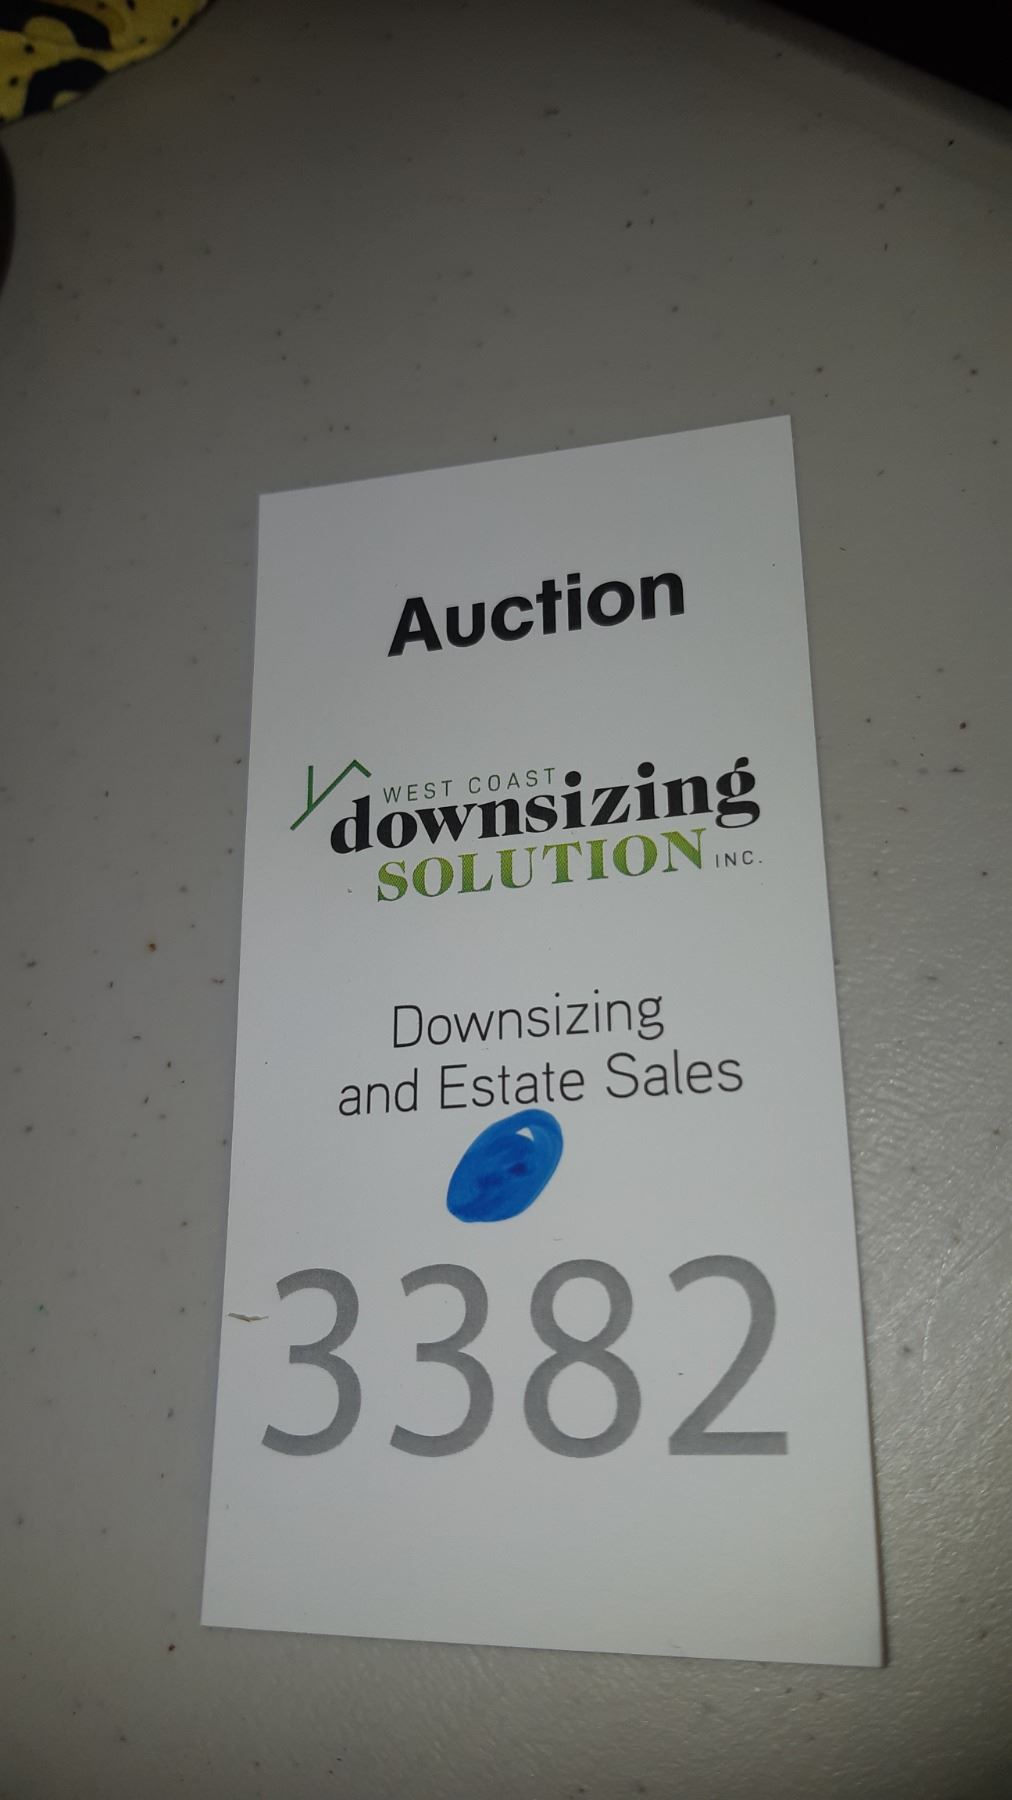 Auction
WEST COAST
downsizing
SOLUTION INC.
Downsizing
and Estate Sales
3382